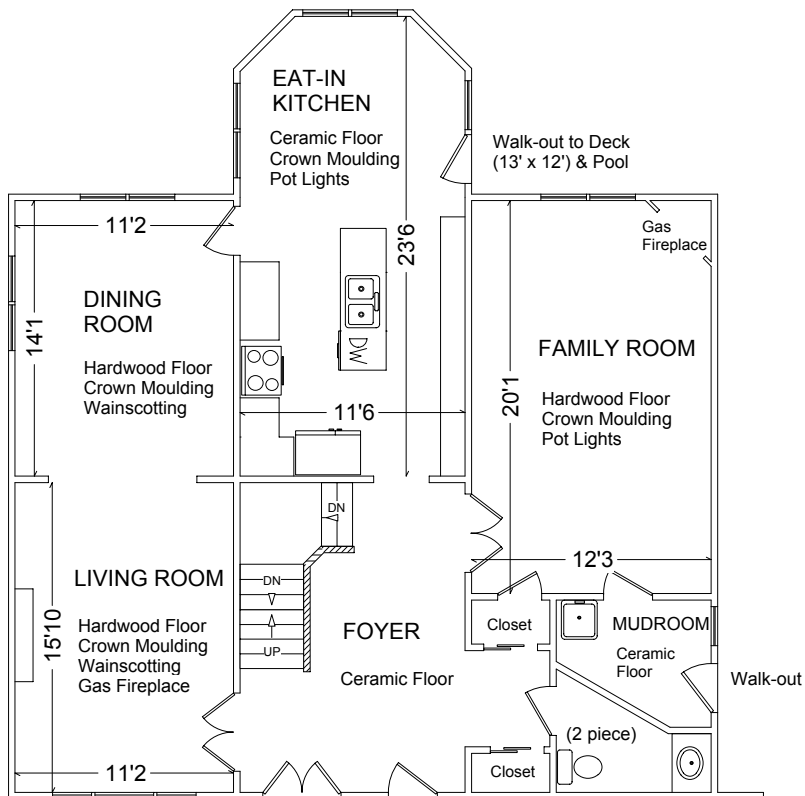 EAT-IN
KITCHEN
Ceramic Floor
Crown Moulding
Pot Lights
Walk-out to Deck
(13' x 12') & Pool
11'2
23'6
Gas
Fireplace
DINING
ROOM
14'1
Hardwood Floor
Crown Moulding
Wainscotting
DW
FAMILY ROOM
20'1
Hardwood Floor
Crown Moulding
Pot Lights
11'6
DN
12'3
LIVING ROOM
15'10
Hardwood Floor
Crown Moulding
Wainscotting
Gas Fireplace
DN
UP
FOYER
Ceramic Floor
Closet
MUDROOM
Ceramic
Floor
Walk-out
(2 piece)
11'2
Closet